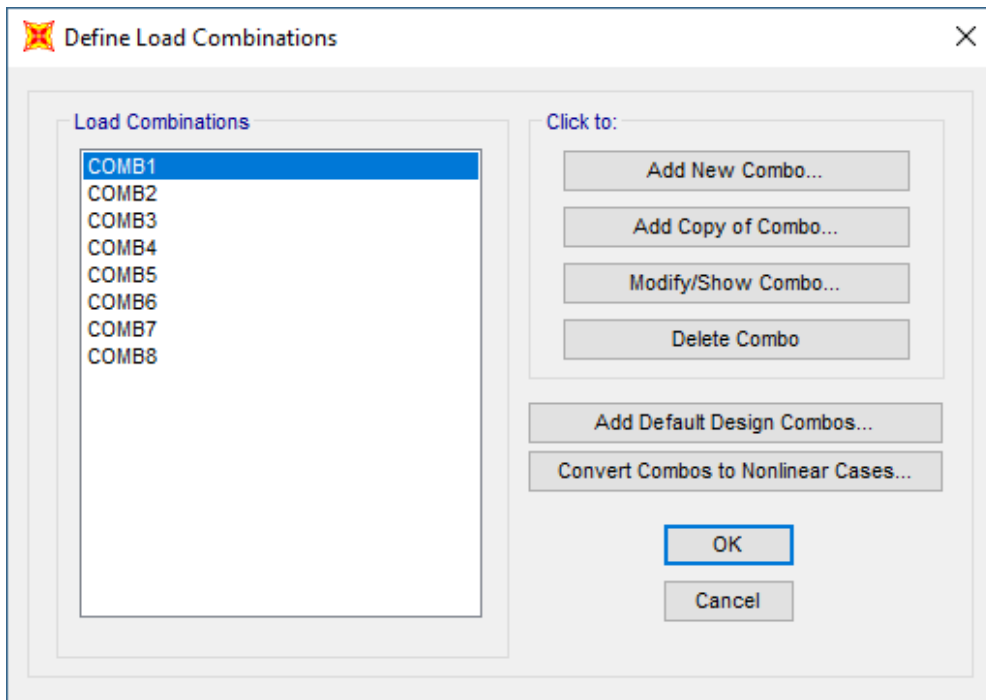 Define Load Combinations
Load Combinations
COMB1
COMB2
COMB3
COMB4
COMB5
COMB6
COMB7
COMB8
Click to:
Add New Combo...
Add Copy of Combo...
Modify/Show Combo...
Delete Combo
Add Default Design Combos...
Convert Combos to Nonlinear Cases...
OK
Cancel